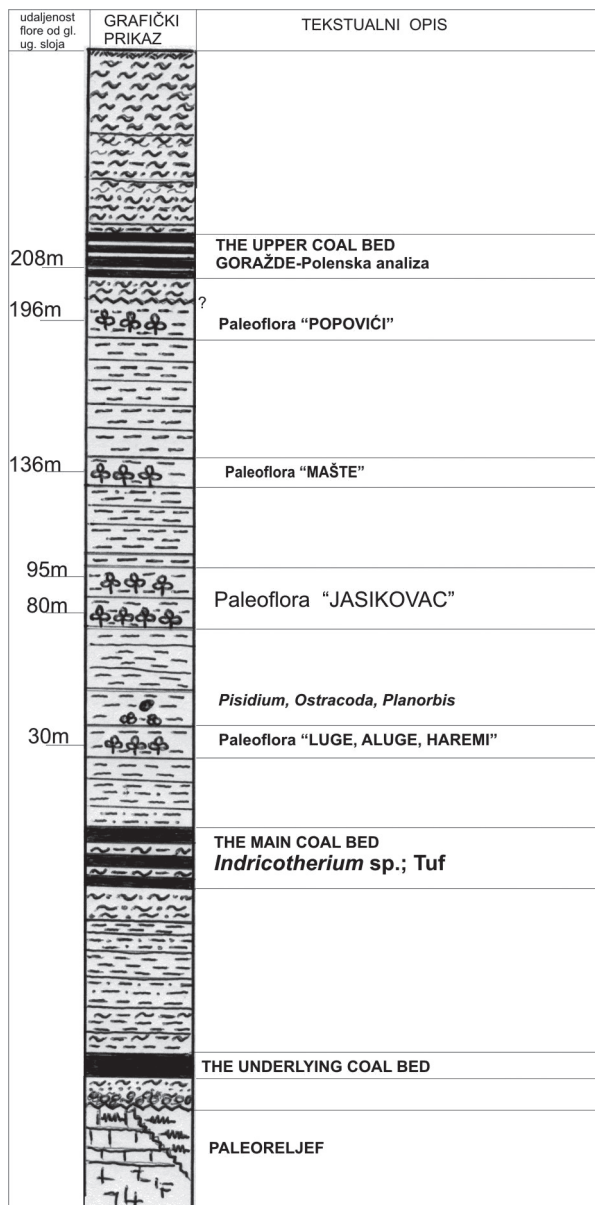 udaljenost
flore od gl.
ug. sloja
GRAFIČKI
PRIKAZ
TEKSTUALNI OPIS
THE UPPER COAL BED
208m
GORAŽDE-Polenska analiza
?
196m
Paleoflora “POPOVIĆI”
136m
Paleoflora “MAŠTE”
95m
Paleoflora “JASIKOVAC”
80m
Pisidium, Ostracoda, Planorbis
30m
Paleoflora “LUGE, ALUGE, HAREMI”
THE MAIN COAL BED
Indricotherium sp.; Tuf
THE UNDERLYING COAL BED
PALEORELJEF